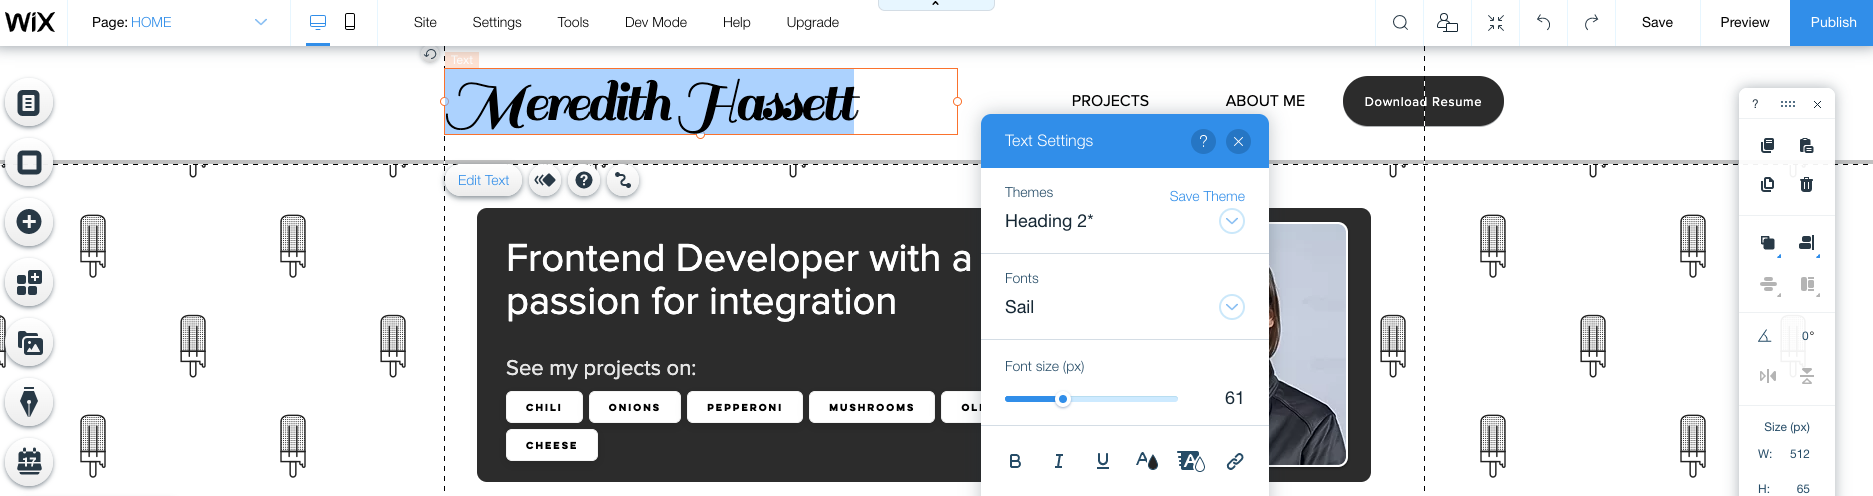 WiX
Page: HOME
Site
Settings
Tools
Dev Mode
Help
Upgrade
Save
Preview
Publish
Text
Meredith Hassett
PROJECTS
ABOUT ME
Download Resume
Edit Text
Frontend Developer with a
passion for integration
See my projects on:
CHILI
ONIONS
PEPPERONI
MUSHROOMS
CHEESE
Text Settings
?
Themes
Save Theme
Heading 2*
Fonts
Sail
Font size (px)
61
B
I
U
A
A
?
0°
Size (px)
W: 512
H: 65
17